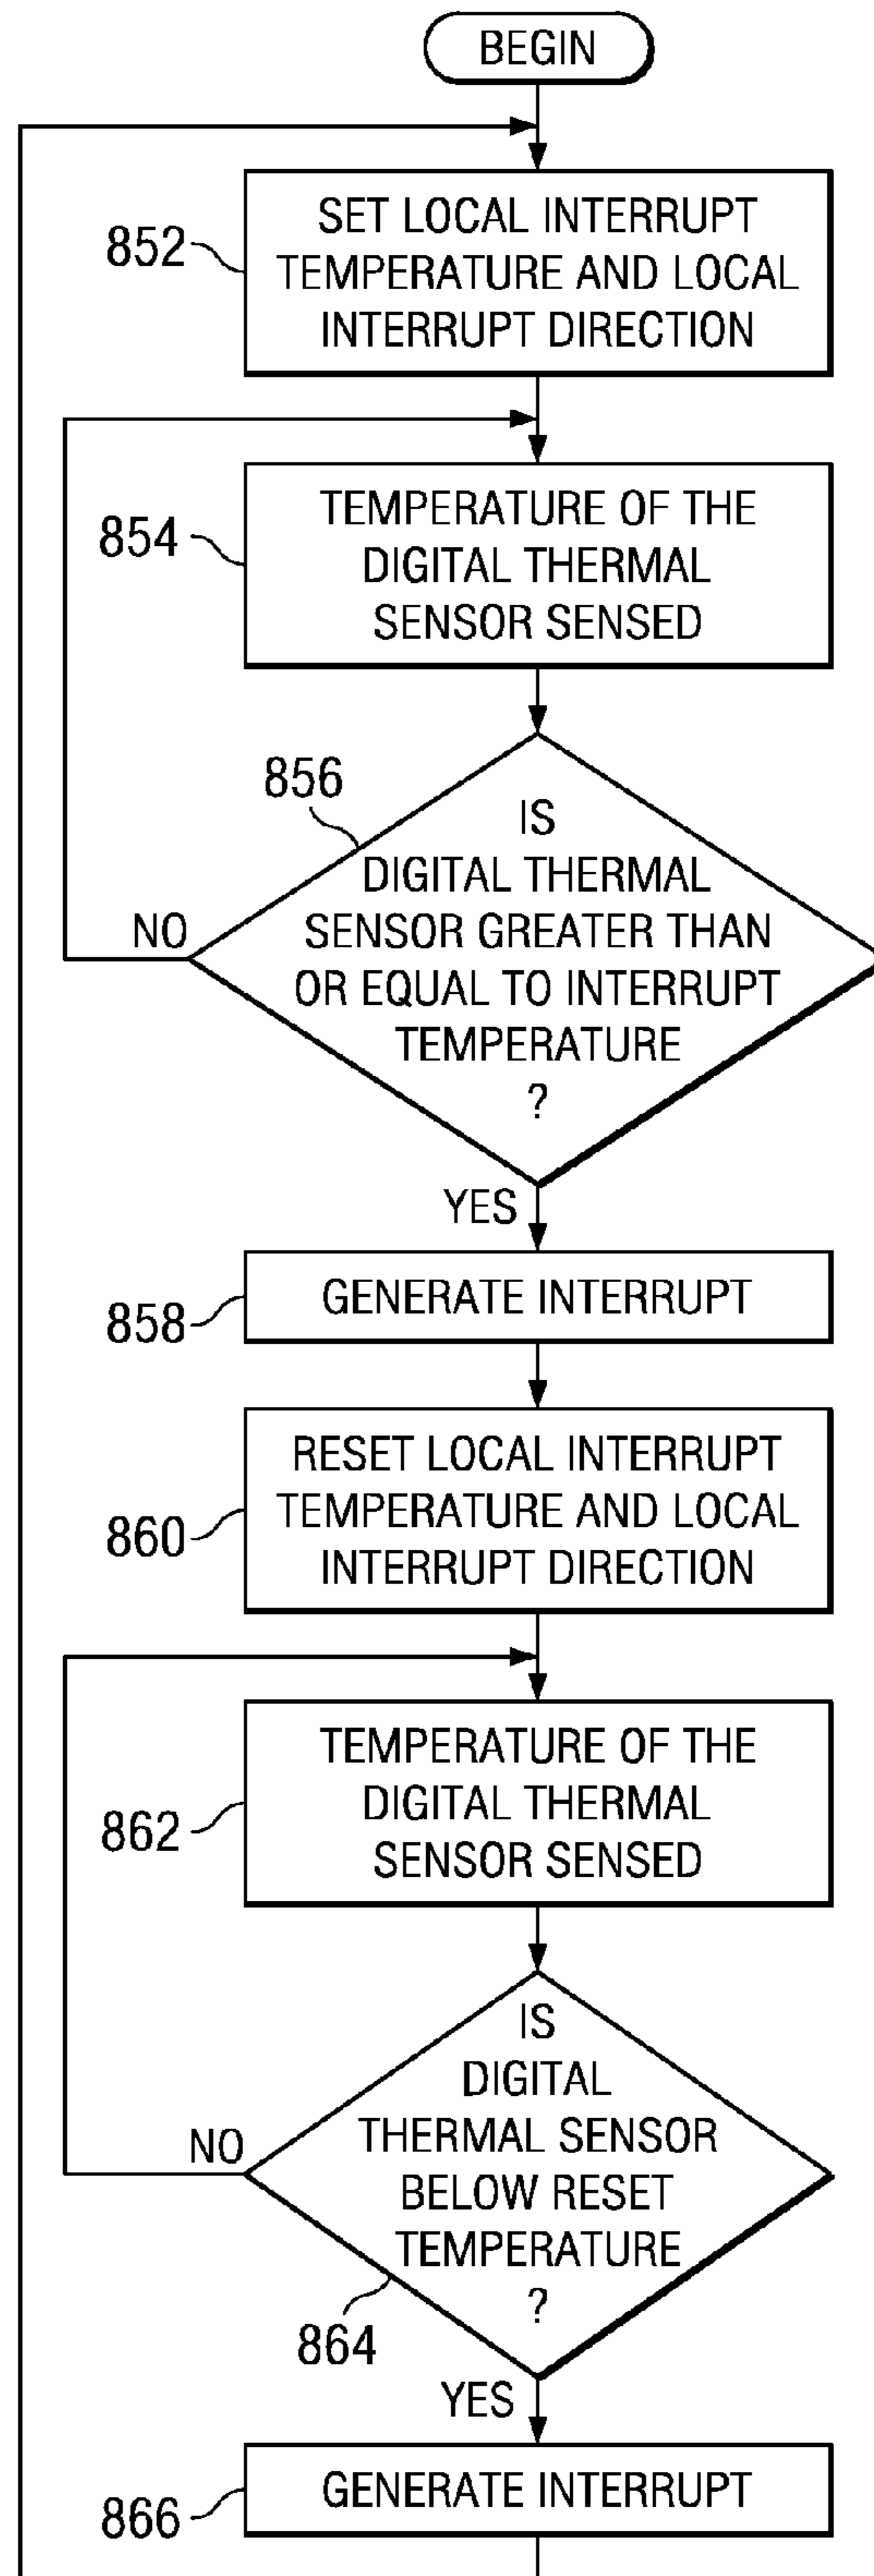 BEGIN
852
SET LOCAL INTERRUPT
TEMPERATURE AND LOCAL
INTERRUPT DIRECTION
854
TEMPERATURE OF THE
DIGITAL THERMAL
SENSOR SENSED
856
IS
DIGITAL THERMAL
SENSOR GREATER THAN
OR EQUAL TO INTERRUPT
TEMPERATURE
?
NO
YES
858
GENERATE INTERRUPT
860
RESET LOCAL INTERRUPT
TEMPERATURE AND LOCAL
INTERRUPT DIRECTION
862
TEMPERATURE OF THE
DIGITAL THERMAL
SENSOR SENSED
IS
DIGITAL
THERMAL SENSOR
BELOW RESET
TEMPERATURE
?
NO
864
YES
866
GENERATE INTERRUPT